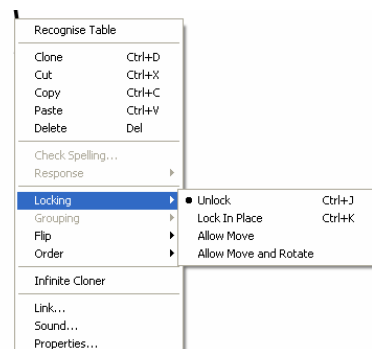 Recognise Table
Clone Ctrl+D
Cut Ctrl+X
Copy Ctrl+C
Paste Ctrl+V
Delete Del
Check Spelling...
Response
Locking
Unlock Ctrl+J
Grouping
Lock In Place Ctrl+K
Flip
Allow Move
Order
Allow Move and Rotate
Infinite Cloner
Link...
Sound...
Properties...